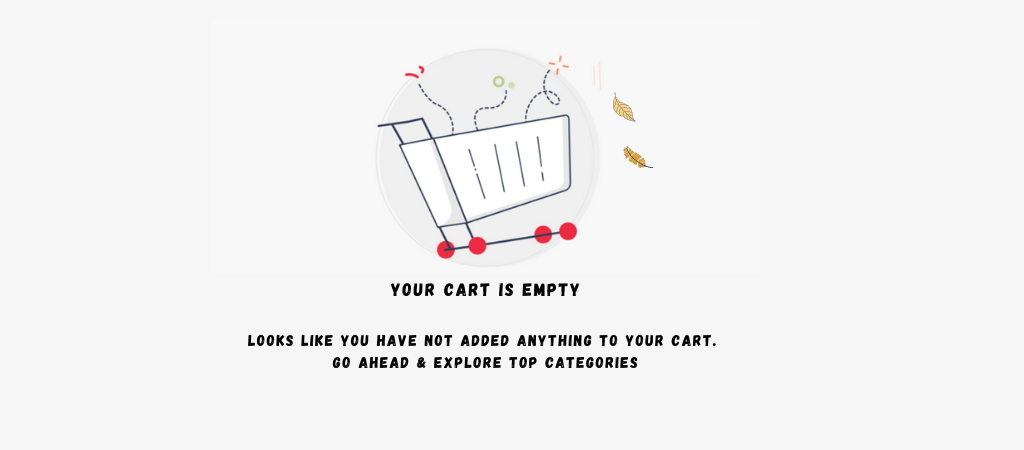 YOUR CART IS EMPTY
LOOKS LIKE YOU HAVE NOT ADDED ANYTHING TO YOUR CART.
GO AHEAD & EXPLORE TOP CATEGORIES